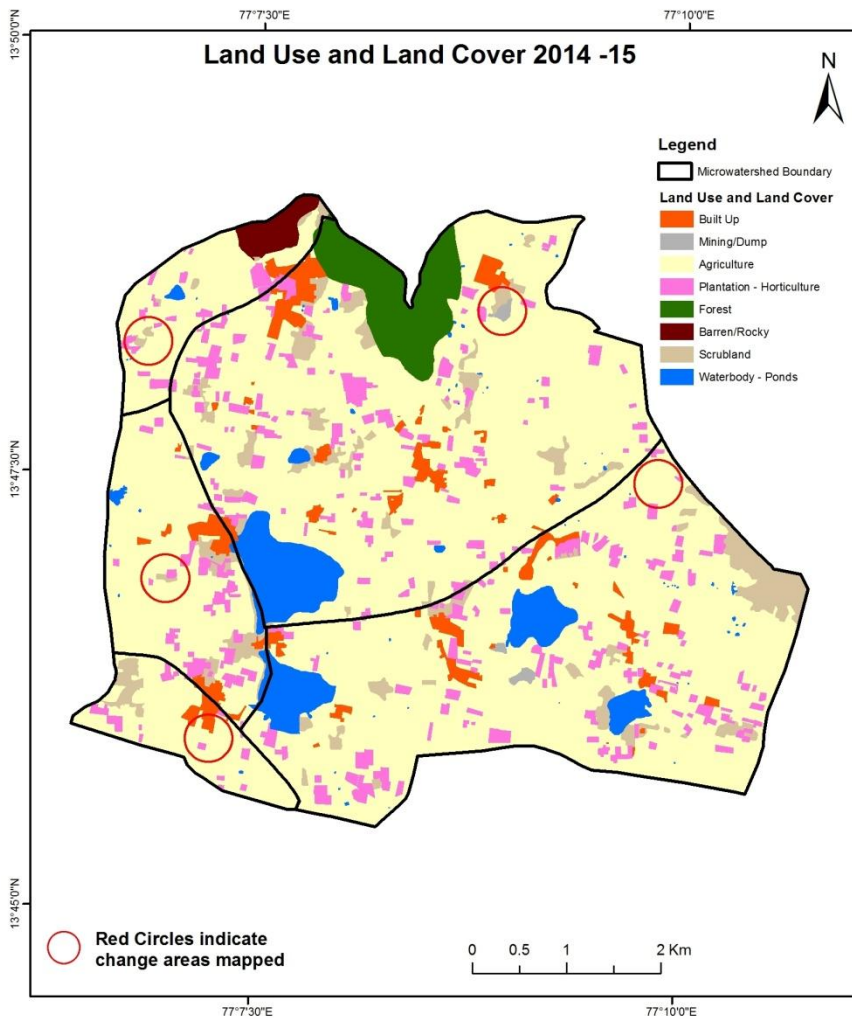 77°7'30"E
77°10'0"E
13°50'0"N
Land Use and Land Cover 2014 -15
N
Legend
Microwatershed Boundary
Land Use and Land Cover
Built Up
Mining/Dump
Agriculture
Plantation - Horticulture
Forest
Barren/Rocky
Scrubland
Waterbody - Ponds
13°47'30"N
13°45'0"N
Red Circles indicate
change areas mapped
0 0.5 1 2 Km
77°7'30"E
77°10'0"E